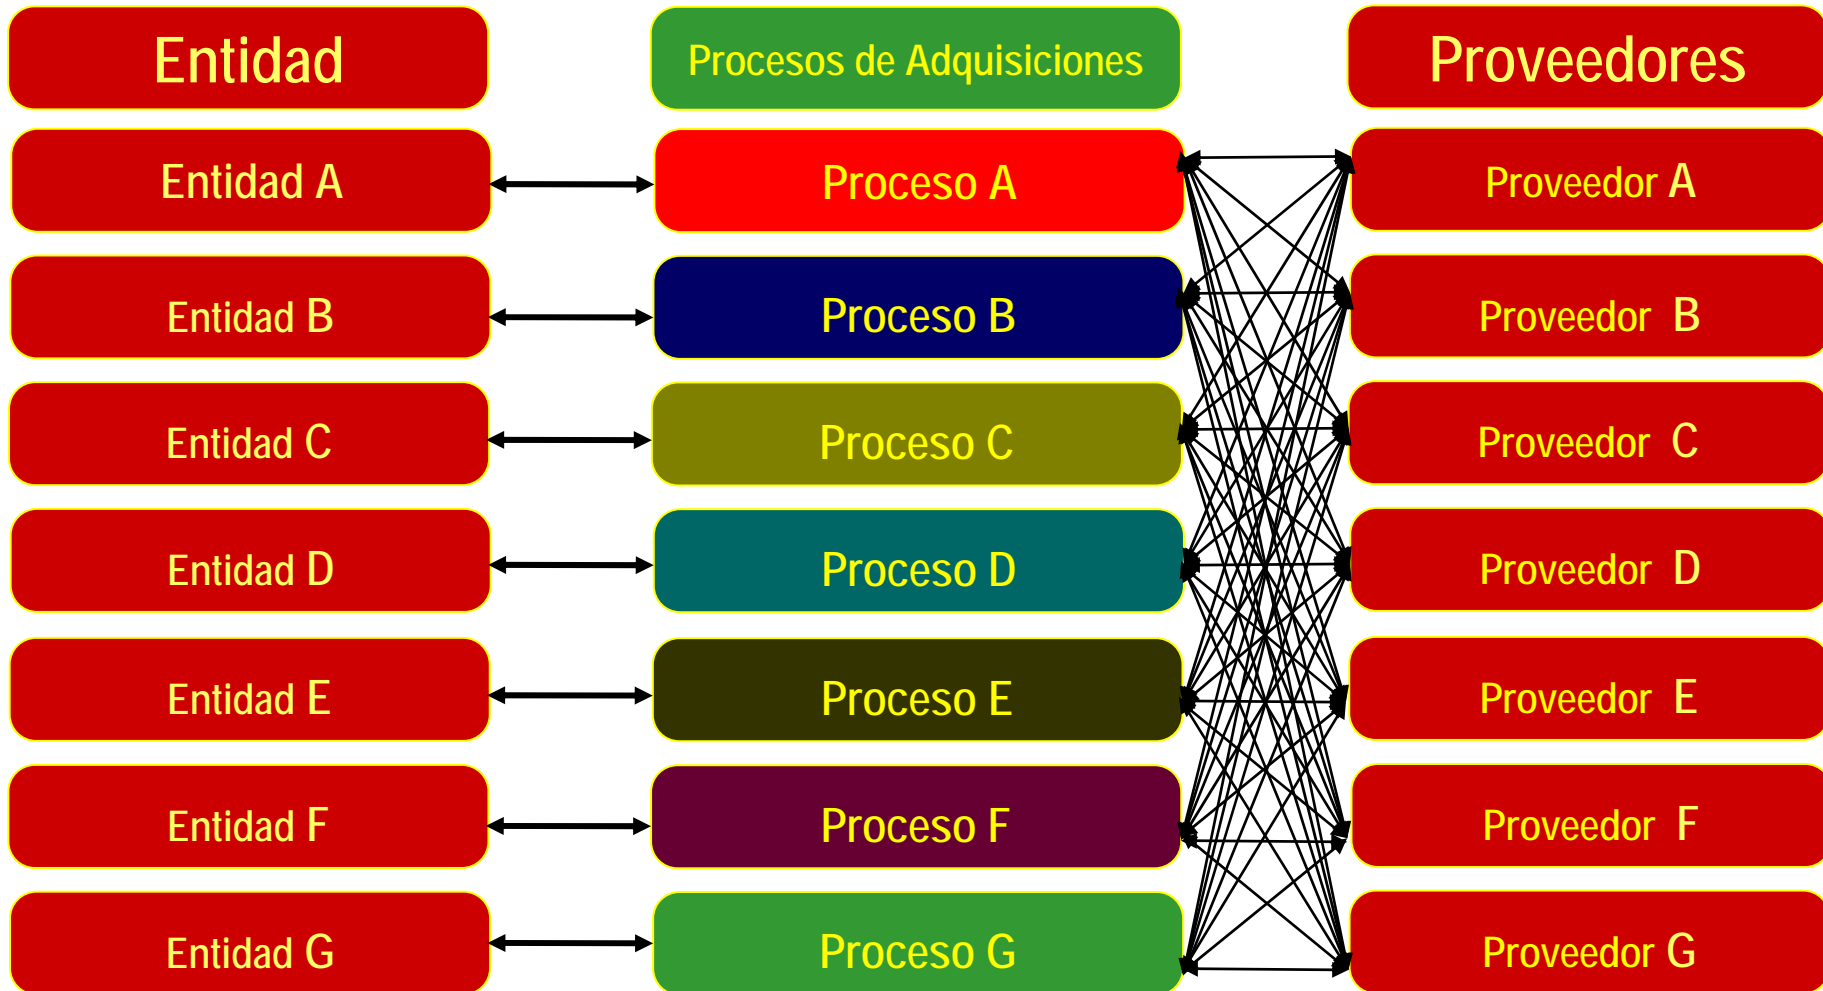 Entidad
Procesos de Adquisiciones
Proveedores
Entidad A
Proceso A
Proveedor A
Entidad B
Proceso B
Proveedor B
Entidad C
Proceso C
Proveedor C
Entidad D
Proceso D
Proveedor D
Entidad E
Proceso E
Proveedor E
Entidad F
Proceso F
Proveedor F
Entidad G
Proceso G
Proveedor G